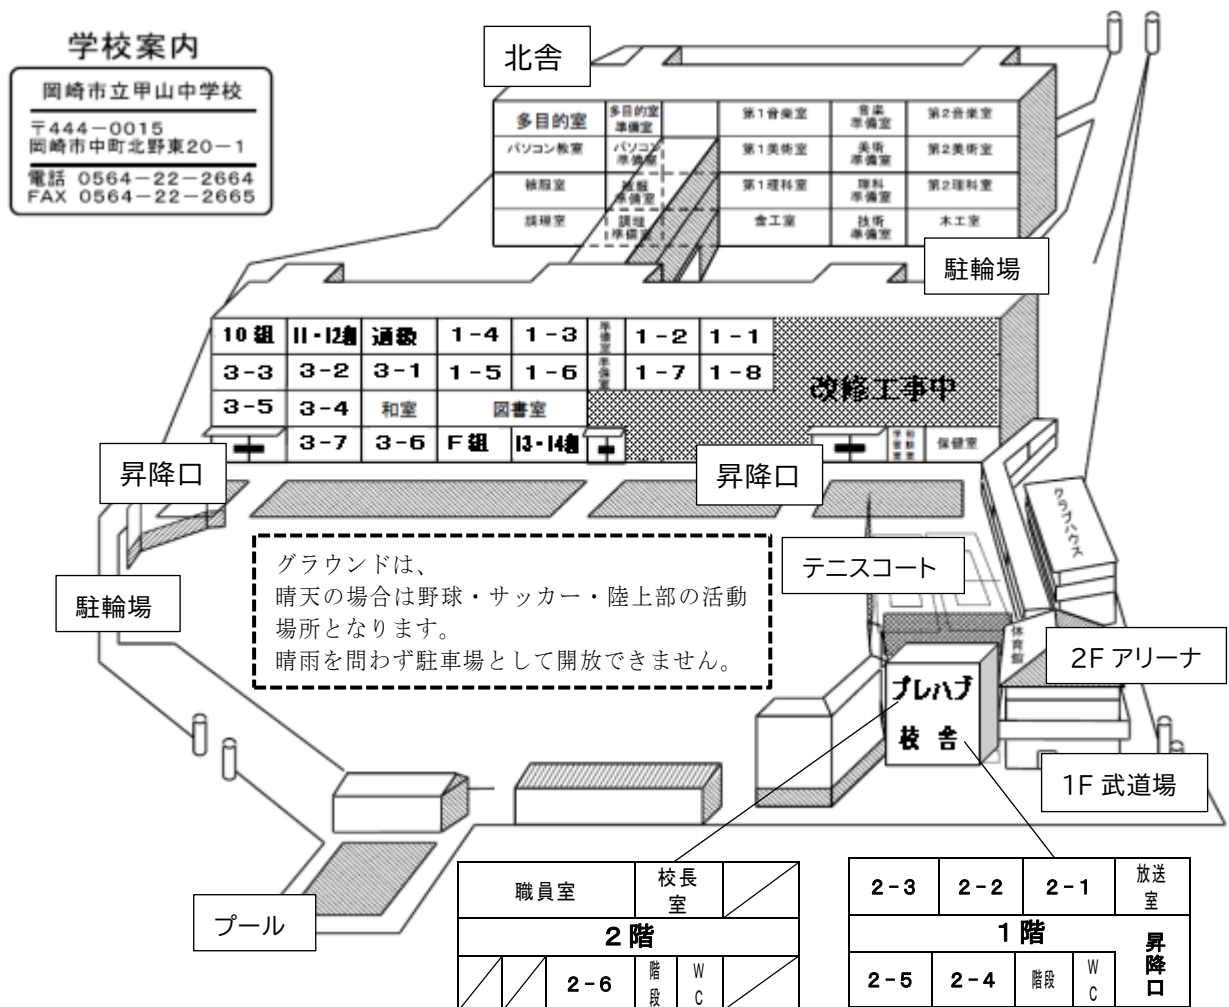 学校案内
岡崎市立甲山中学校
〒444-0015
岡崎市中町北野東20-1
電話 0564-22-2664
FAX 0564-22-2665
北舎
多目的室
多目的室
準備室
第1音楽室
音楽
準備室
第2音楽室
パソコン教室
パソコン
準備室
第1美術室
美術
準備室
第2美術室
被服室
被服
準備室
第1理科室
理科
準備室
第2理科室
調理室
調理
準備室
金工室
技術
準備室
木工室
駐輪場
10組
11・12組
通級
1-4
1-3
準備室
1-2
1-1
3-3
3-2
3-1
1-5
1-6
準備室
1-7
1-8
改修工事中
3-5
3-4
和室
図書室
3-7
3-6
F組
13・14組
保健室
昇降口
昇降口
クラブハウス
テニスコート
グラウンドは、
晴天の場合は野球・サッカー・陸上部の活動
場所となります。
晴雨を問わず駐車場として開放できません。
駐輪場
体育館
2F アリーナ
プレハブ
校舎
1F 武道場
プール
職員室
校長
室
2階
2-6
階
段
W
C
2-3
2-2
2-1
放送
室
1階
昇降口
2-5
2-4
階段
W
C